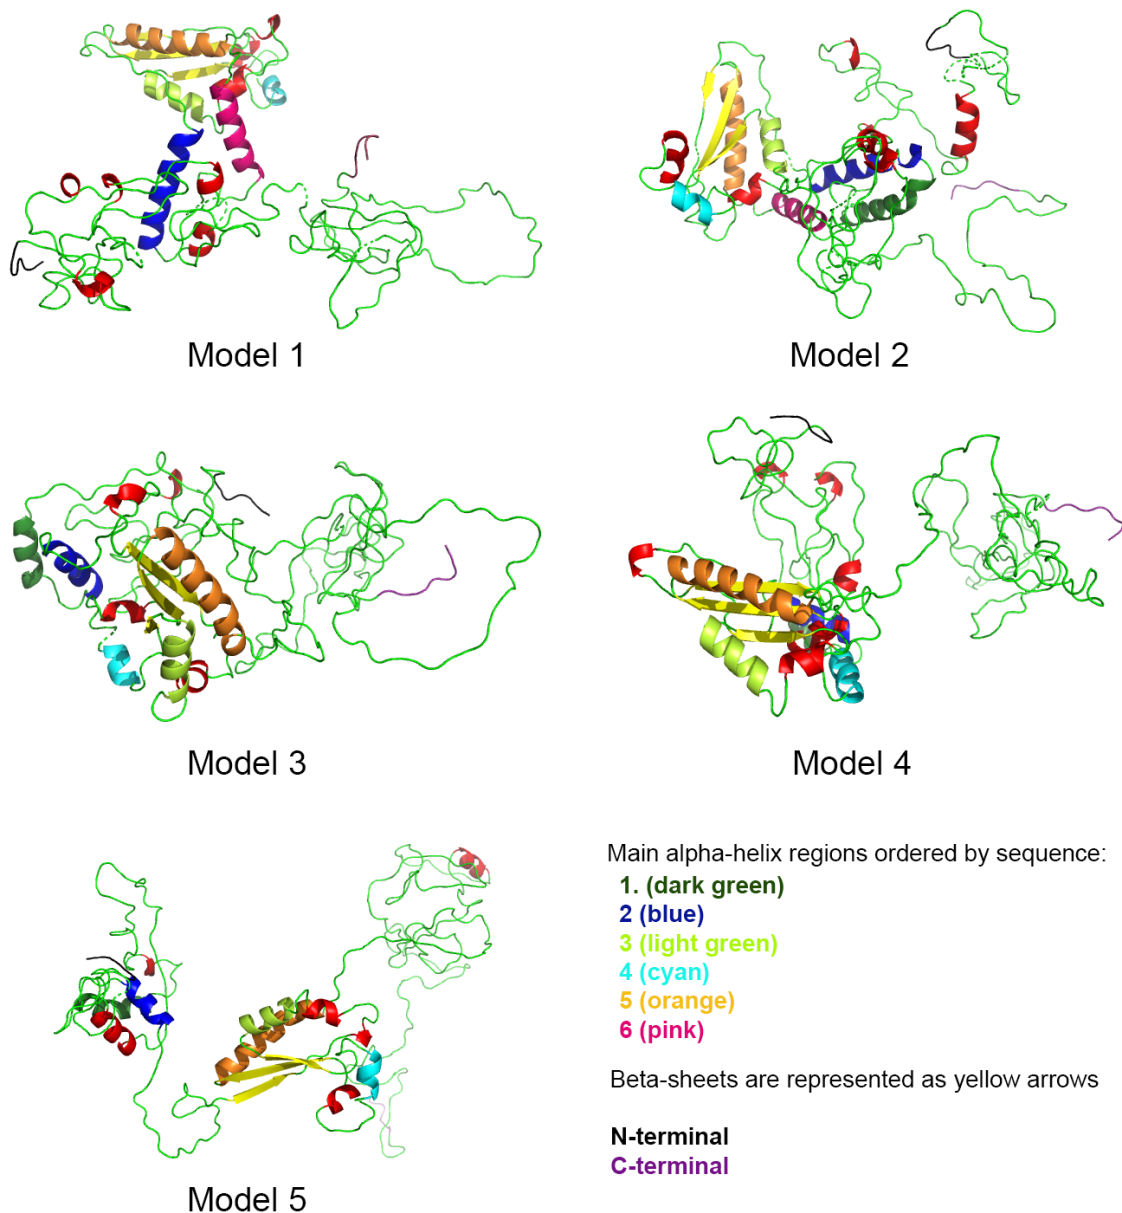 Model 1
Model 2
Model 3
Model 4
Model 5
Main alpha-helix regions ordered by sequence:
1. (dark green)
2 (blue)
3 (light green)
4 (cyan)
5 (orange)
6 (pink)
Beta-sheets are represented as yellow arrows
N-terminal
C-terminal